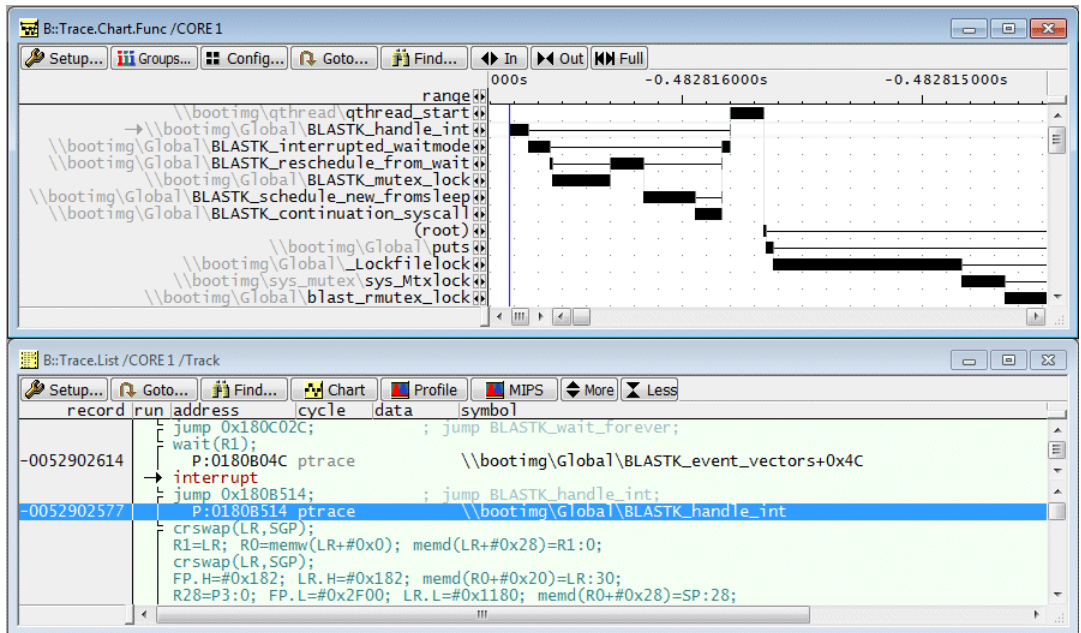 B::Trace.Chart.Func /CORE 1
Setup... Groups... Config... Goto... Find... In Out Full
000s -0.482816000s -0.482815000s
range
\\bootimg\qthread\qthread_start
\\bootimg\Global\BLASTK_handle_int
\\bootimg\Global\BLASTK_interrupted_waitmode
\\bootimg\Global\BLASTK_reschedule_from_wait
\\bootimg\Global\BLASTK_mutex_lock
\\bootimg\Global\BLASTK_schedule_new_fromsleep
\\bootimg\Global\BLASTK_continuation_syscall
(root)
\\bootimg\Global\puts
\\bootimg\Global\_Lockfilelock
\\bootimg\sys_mutex\sys_Mtxlock
\\bootimg\Global\blast_rmutex_lock
B::Trace.List /CORE 1 /Track
Setup... Goto... Find... Chart Profile MIPS More Less
record run address cycle data symbol
jump 0x180C02C; ; jump BLASTK_wait_forever;
wait(R1);
-0052902614 P:0180B04C ptrace \\bootimg\Global\BLASTK_event_vectors+0x4C
interrupt
jump 0x180B514; ; jump BLASTK_handle_int;
-0052902577 P:0180B514 ptrace \\bootimg\Global\BLASTK_handle_int
crswap(LR,SGP);
R1=LR; R0=memw(LR+#0x0); memd(LR+#0x28)=R1:0;
crswap(LR,SGP);
FP.H=#0x182; LR.H=#0x182; memd(R0+#0x20)=LR:30;
R28=P3:0; FP.L=#0x2F00; LR.L=#0x1180; memd(R0+#0x28)=SP:28;